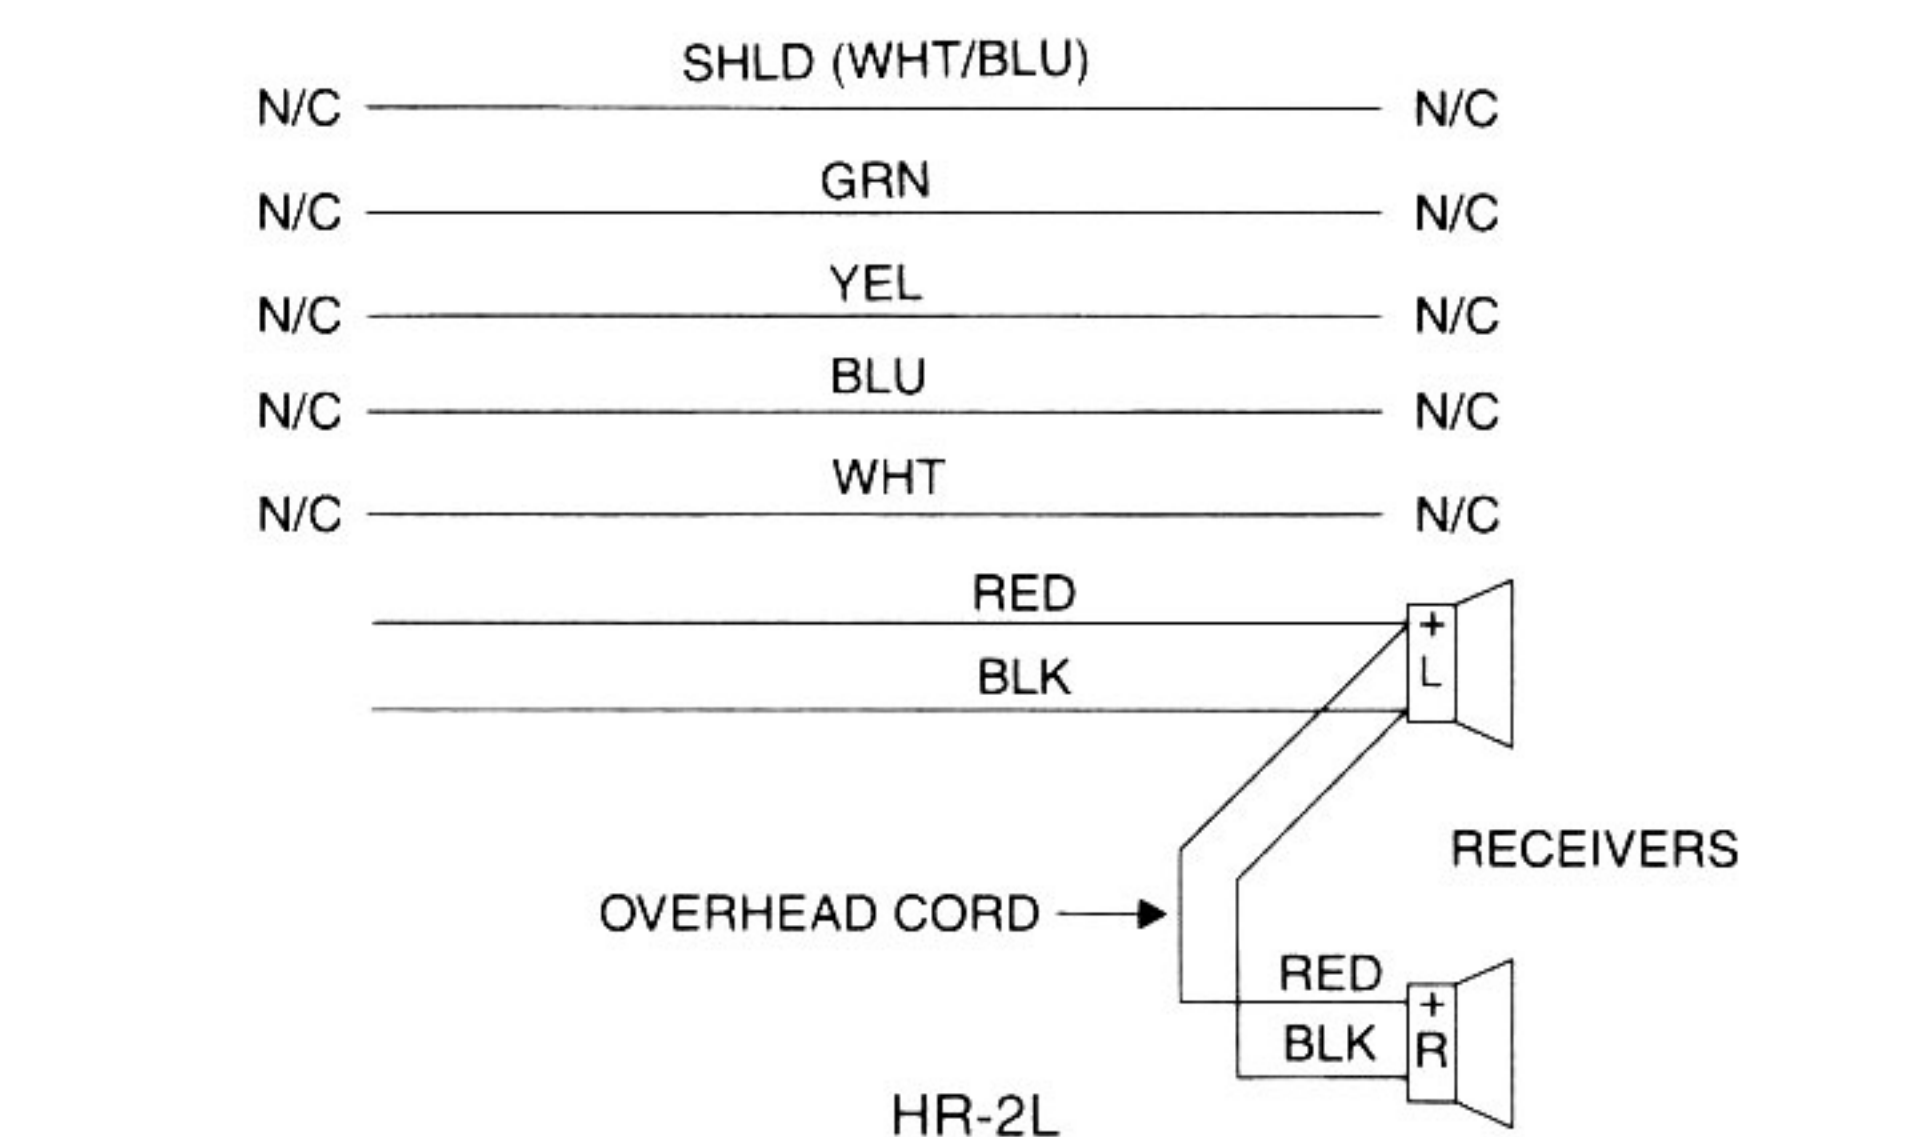 SHLD (WHT/BLU)
N/C N/C
GRN
N/C N/C
YEL
N/C N/C
BLU
N/C N/C
WHT
N/C N/C
RED
+
L
BLK
RECEIVERS
OVERHEAD CORD
RED
+
BLK R
HR-2L